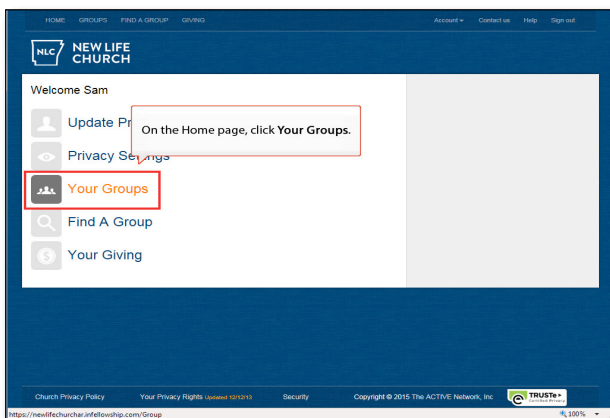 HOME GROUPS FIND A GROUP GIVING Account Contact us Help Sign out
NLC NEW LIFE
CHURCH
Welcome Sam
Update Pr
On the Home page, click Your Groups.
Privacy Settings
Your Groups
Find A Group
Your Giving
Church Privacy Policy Your Privacy Rights Updated 12/12/13 Security Copyright © 2015 The ACTIVE Network, Inc TRUSTe
Certified Privacy
https://newlifechurchar.infellowship.com/Group 100%